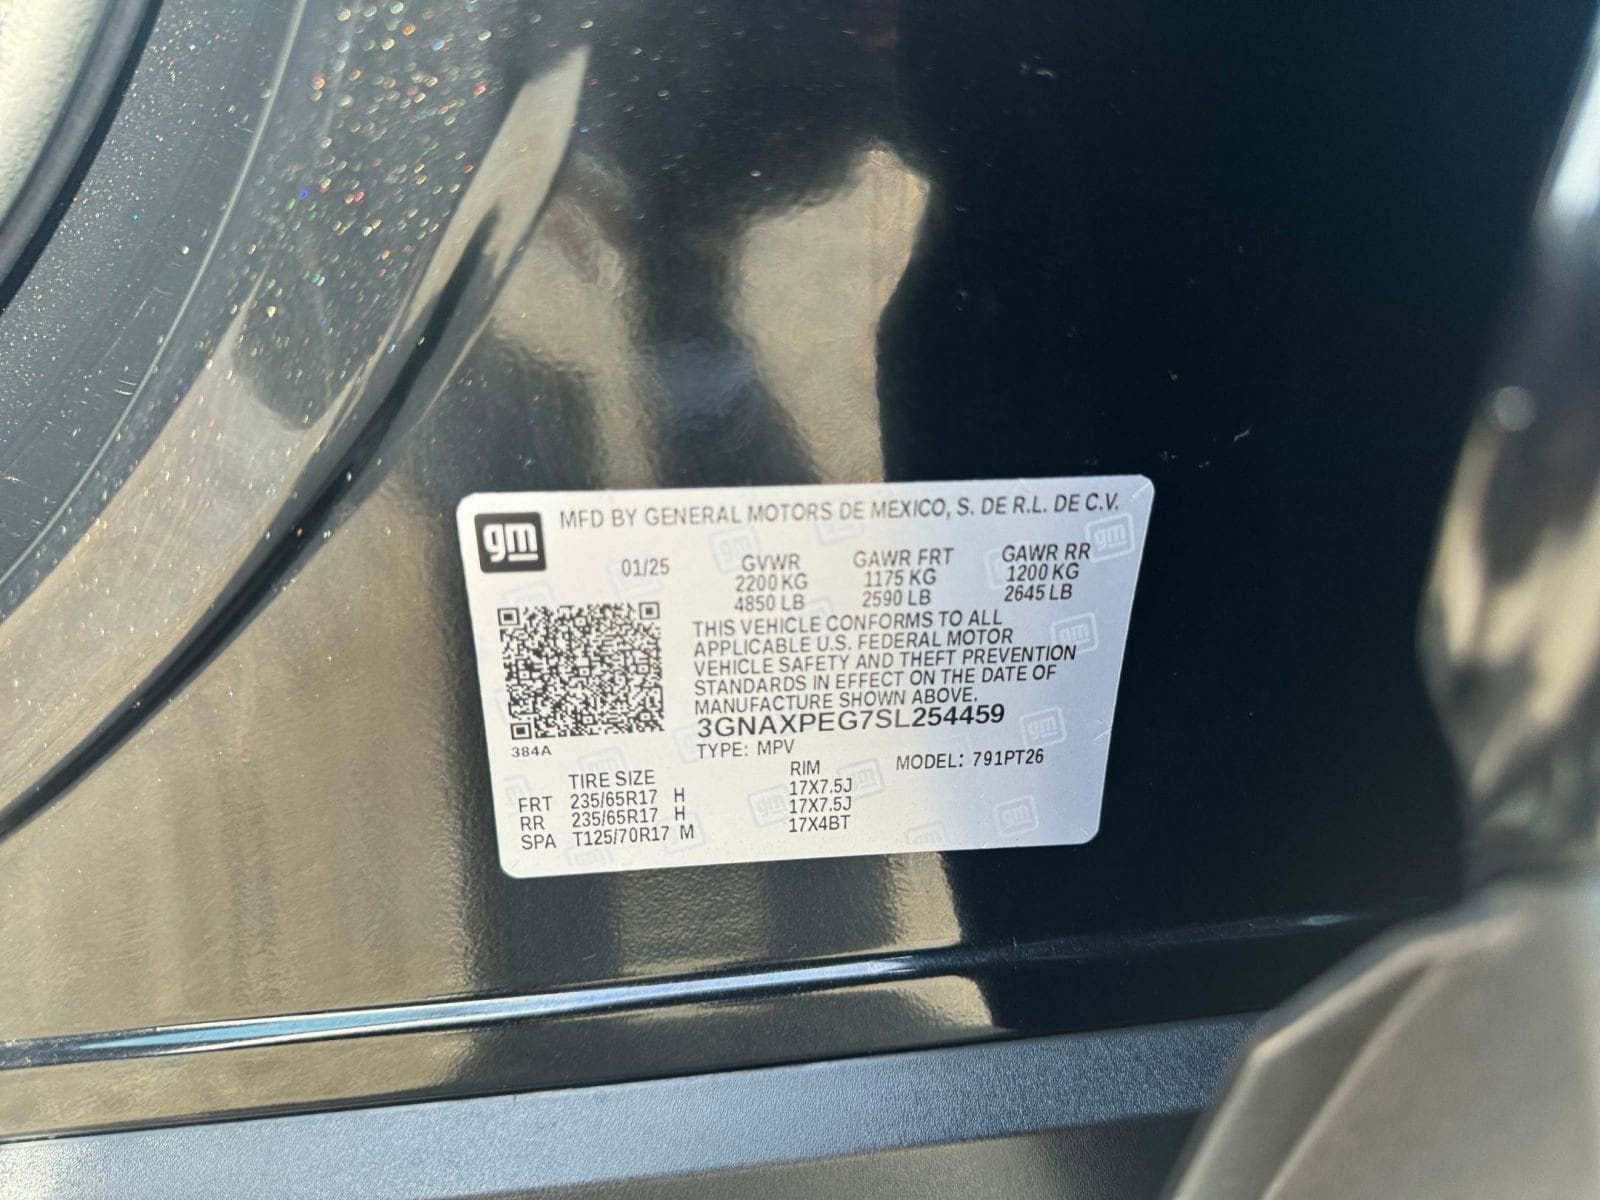 gm
MFD BY GENERAL MOTORS DE MEXICO, S. DE R.L. DE C.V.
01/25 GVWR GAWR FRT GAWR RR
2200 KG 1175 KG 1200 KG
4850 LB 2590 LB 2645 LB
THIS VEHICLE CONFORMS TO ALL
APPLICABLE U.S. FEDERAL MOTOR
VEHICLE SAFETY AND THEFT PREVENTION
STANDARDS IN EFFECT ON THE DATE OF
MANUFACTURE SHOWN ABOVE.
3GNAXPEG7SL254459
384A
TYPE: MPV MODEL: 791PT26
TIRE SIZE RIM
FRT 235/65R17 H 17X7.5J
RR 235/65R17 H 17X7.5J
SPA T125/70R17 M 17X4BT